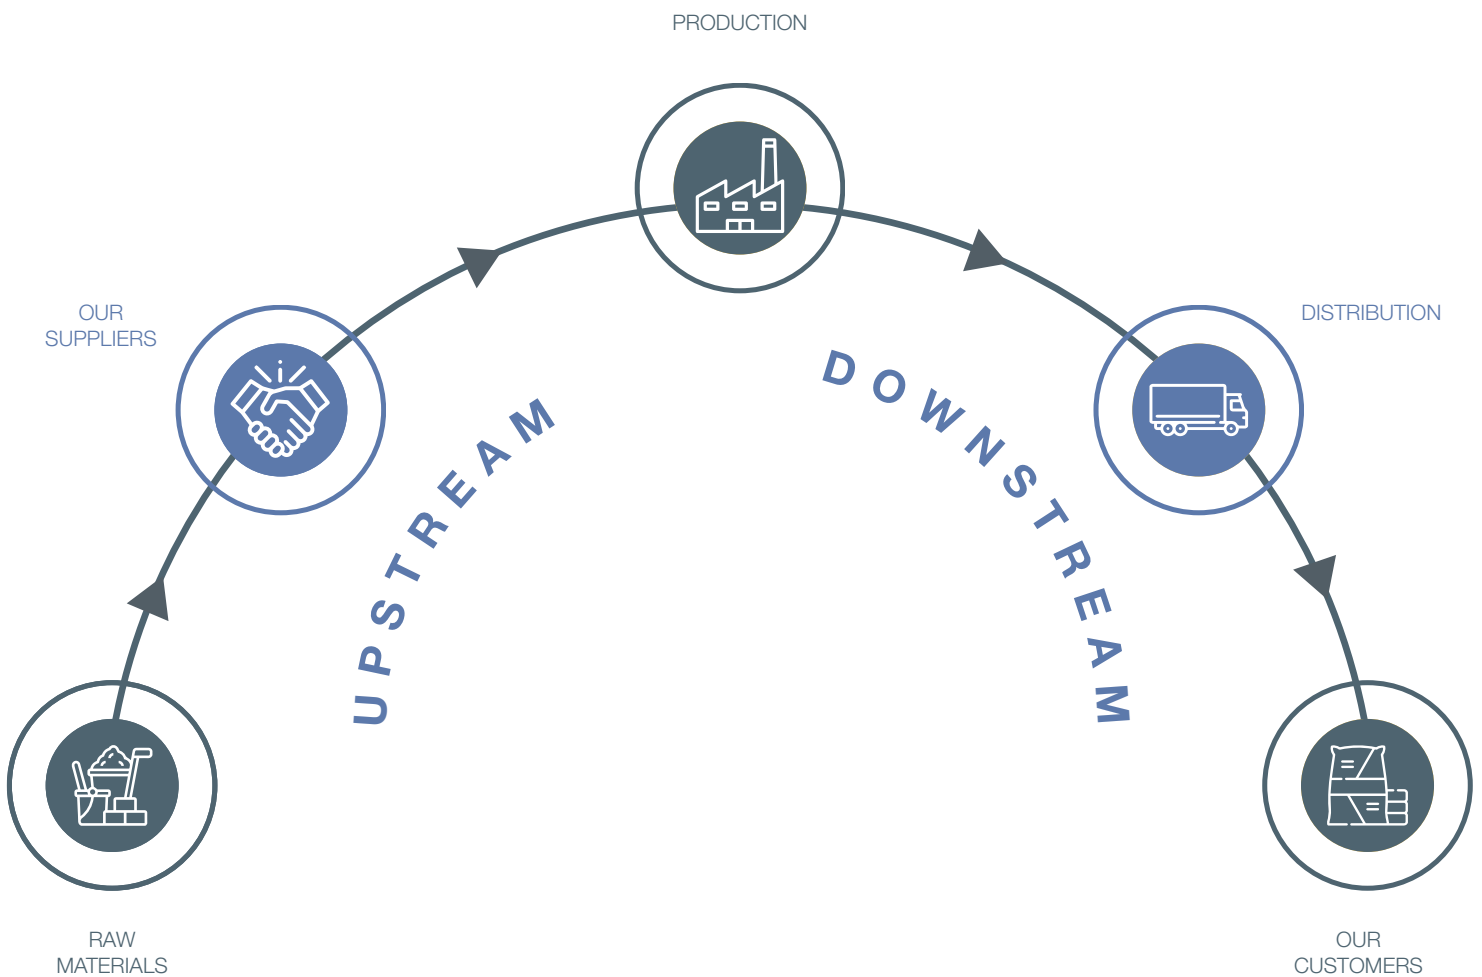 PRODUCTION
OUR
SUPPLIERS
DISTRIBUTION
UPSTREAM
DOWNSTREAM
RAW
MATERIALS
OUR
CUSTOMERS